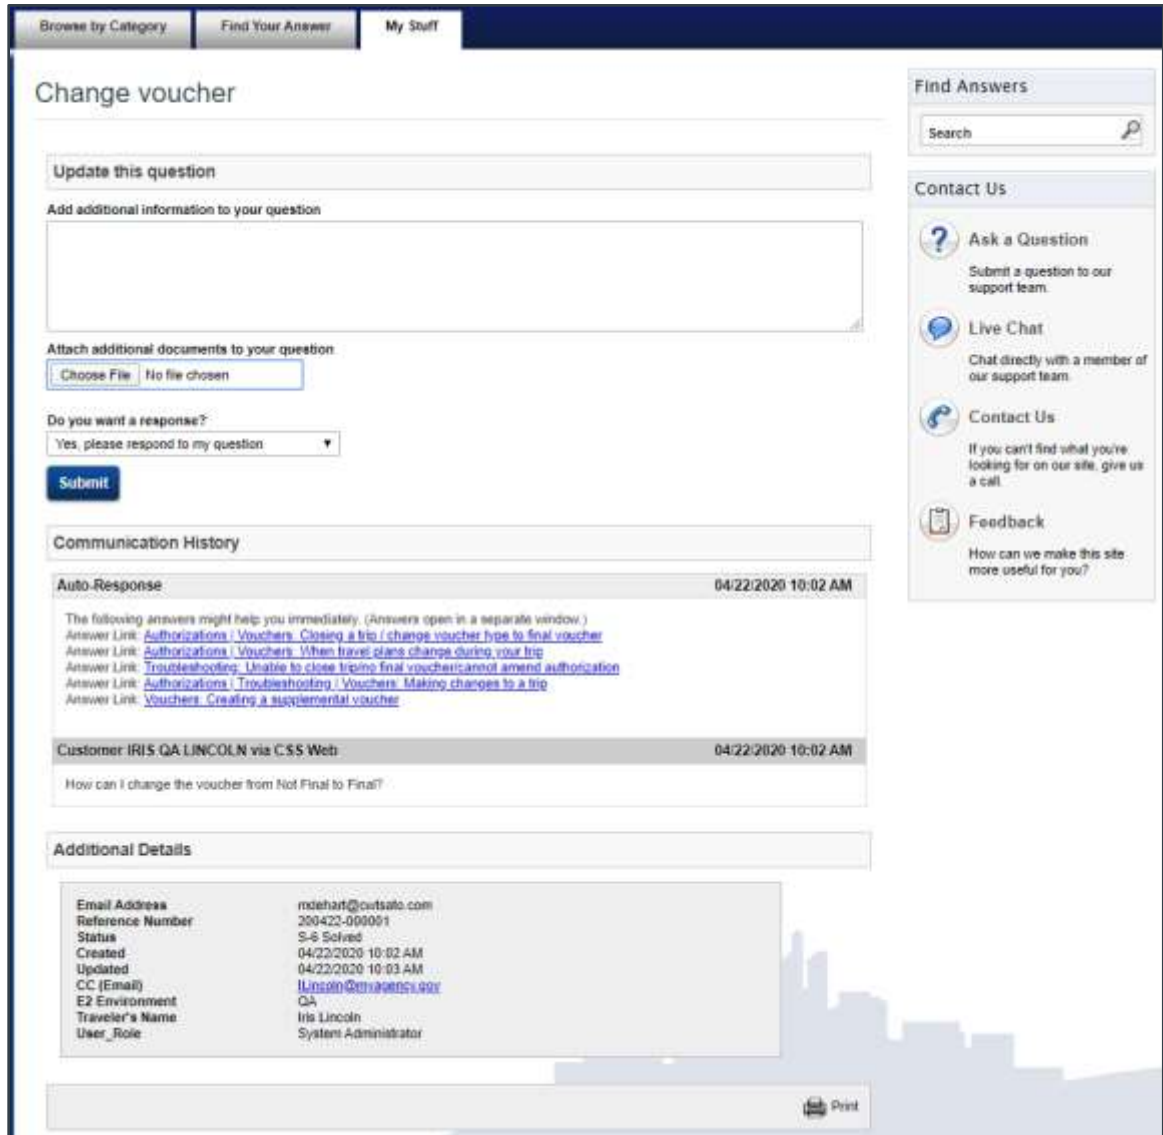 Browse by Category
Find Your Answer
My Stuff
Change voucher
Update this question
Add additional information to your question
Attach additional documents to your question
Choose File No file chosen
Do you want a response?
Yes, please respond to my question
Submit
Communication History
Auto-Response 04/22/2020 10:02 AM
The following answers might help you immediately. (Answers open in a separate window.)
Answer Link: Authorizations | Vouchers: Closing a trip / change voucher type to final voucher
Answer Link: Authorizations | Vouchers: When travel plans change during your trip
Answer Link: Troubleshooting: Unable to close trip/no final voucher/cannot amend authorization
Answer Link: Authorizations | Troubleshooting | Vouchers: Making changes to a trip
Answer Link: Vouchers: Creating a supplemental voucher
Customer IRIS QA LINCOLN via CSS Web 04/22/2020 10:02 AM
How can I change the voucher from Not Final to Final?
Additional Details
Email Address mdehart@cwtsato.com
Reference Number 200422-000001
Status S-6 Solved
Created 04/22/2020 10:02 AM
Updated 04/22/2020 10:03 AM
CC (Email) ILincoln@myagency.gov
E2 Environment QA
Traveler's Name Iris Lincoln
User_Role System Administrator
Print
Find Answers
Search
Contact Us
Ask a Question
Submit a question to our
support team.
Live Chat
Chat directly with a member of
our support team.
Contact Us
If you can't find what you're
looking for on our site, give us
a call.
Feedback
How can we make this site
more useful for you?